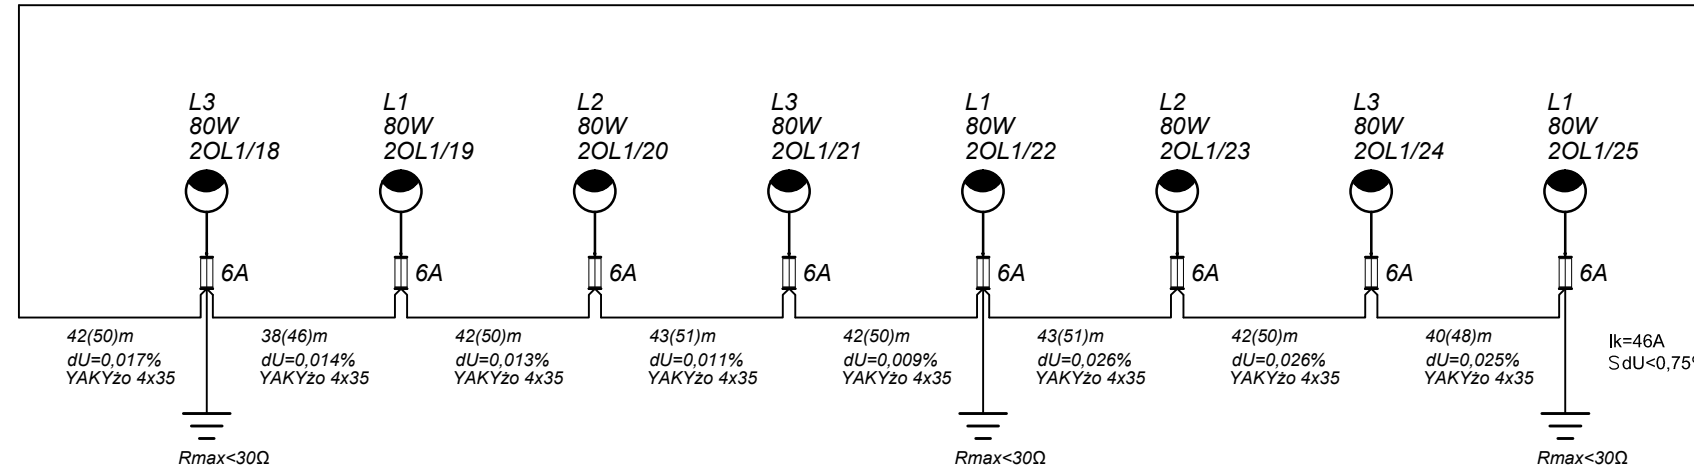 L3
80W
2OL1/18
L1
80W
2OL1/19
L2
80W
2OL1/20
L3
80W
2OL1/21
L1
80W
2OL1/22
L2
80W
2OL1/23
L3
80W
2OL1/24
L1
80W
2OL1/25
6A
6A
6A
6A
6A
6A
6A
6A
42(50)m
dU=0,017%
YAKYżo 4x35
38(46)m
dU=0,014%
YAKYżo 4x35
42(50)m
dU=0,013%
YAKYżo 4x35
43(51)m
dU=0,011%
YAKYżo 4x35
42(50)m
dU=0,009%
YAKYżo 4x35
43(51)m
dU=0,026%
YAKYżo 4x35
42(50)m
dU=0,026%
YAKYżo 4x35
40(48)m
dU=0,025%
YAKYżo 4x35
Ik=46A
SdU<0,75%
Rmax<30Ω
Rmax<30Ω
Rmax<30Ω